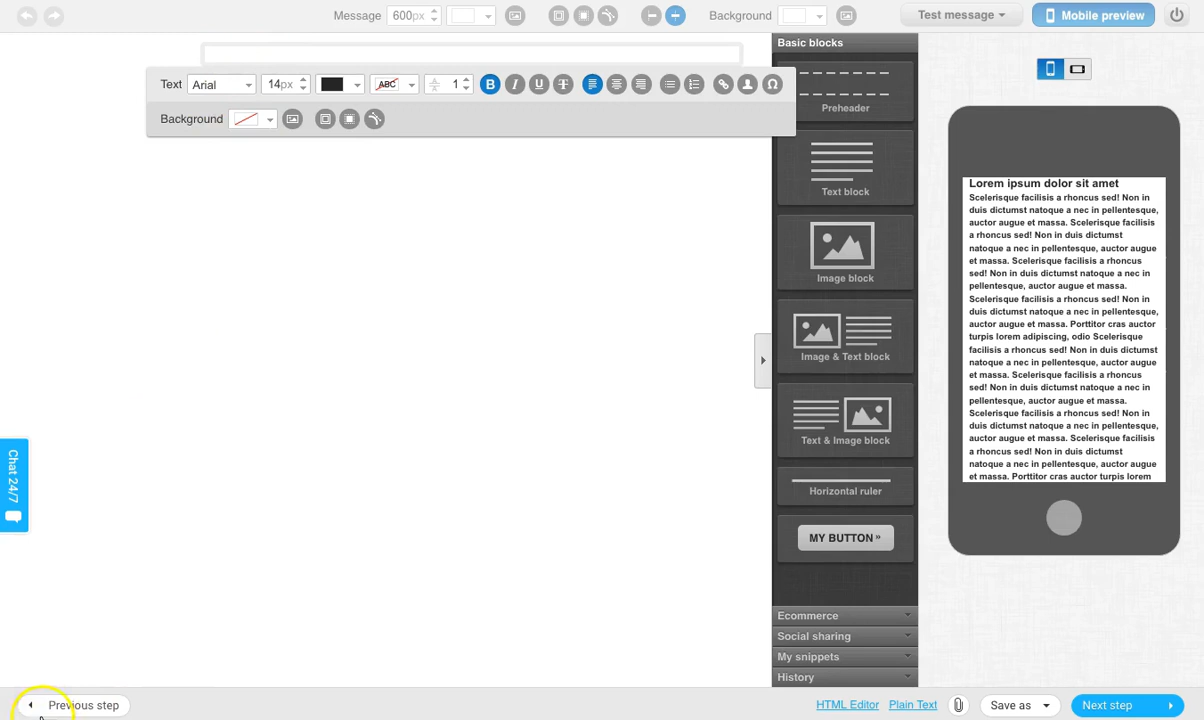 Message 600px Background Test message Mobile preview
Basic blocks
Text Arial 14px ABC 1 B I U T Ω
Background
Preheader
Text block
Image block
Image & Text block
Text & Image block
Horizontal ruler
MY BUTTON »
Ecommerce
Social sharing
My snippets
History
Lorem ipsum dolor sit amet
Scelerisque facilisis a rhoncus sed! Non in
duis dictumst natoque a nec in pellentesque,
auctor augue et massa. Scelerisque facilisis
a rhoncus sed! Non in duis dictumst
natoque a nec in pellentesque, auctor augue
et massa. Scelerisque facilisis a rhoncus
sed! Non in duis dictumst natoque a nec in
pellentesque, auctor augue et massa.
Scelerisque facilisis a rhoncus sed! Non in
duis dictumst natoque a nec in pellentesque,
auctor augue et massa. Porttitor cras auctor
turpis lorem adipiscing, odio Scelerisque
facilisis a rhoncus sed! Non in duis dictumst
natoque a nec in pellentesque, auctor augue
et massa. Scelerisque facilisis a rhoncus
sed! Non in duis dictumst natoque a nec in
pellentesque, auctor augue et massa.
Scelerisque facilisis a rhoncus sed! Non in
duis dictumst natoque a nec in pellentesque,
auctor augue et massa. Scelerisque facilisis
a rhoncus sed! Non in duis dictumst
natoque a nec in pellentesque, auctor augue
et massa. Porttitor cras auctor turpis lorem
Chat 24/7
Previous step HTML Editor Plain Text Save as Next step